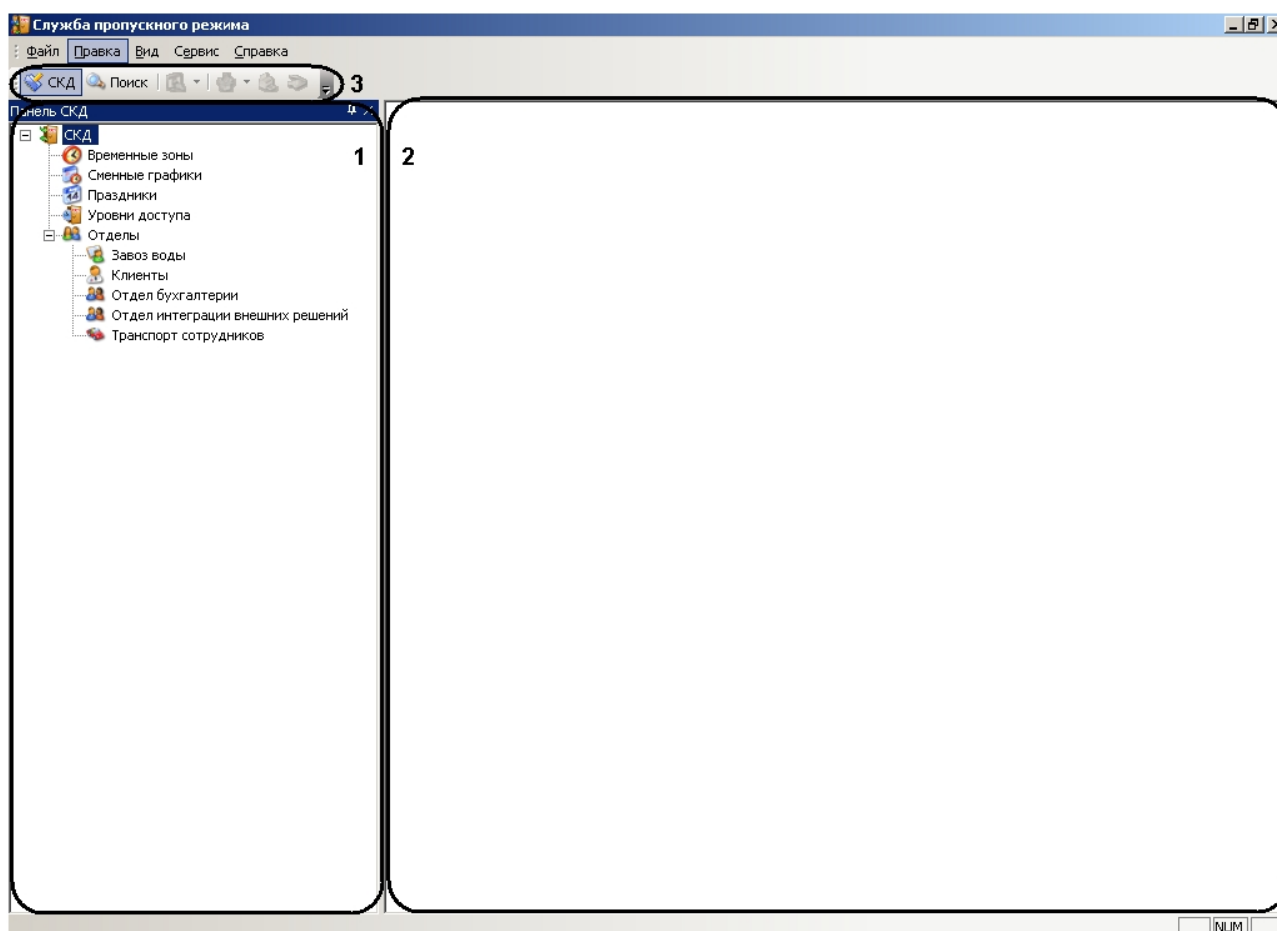 Служба пропускного режима
Файл Правка Вид Сервис Справка
СКД Поиск 3
Панель СКД
СКД
Временные зоны 1 2
Сменные графики
Праздники
Уровни доступа
Отделы
Завоз воды
Клиенты
Отдел бухгалтерии
Отдел интеграции внешних решений
Транспорт сотрудников
NUM